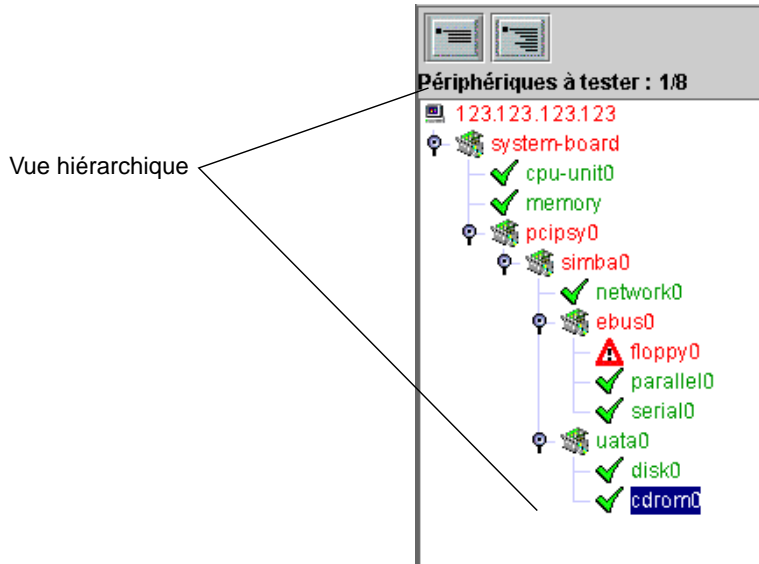 Périphériques à tester : 1/8
123.123.123.123
system-board
Vue hiérarchique
cpu-unit0
memory
pcipsy0
simba0
network0
ebus0
floppy0
parallel0
serial0
uata0
disk0
cdrom0